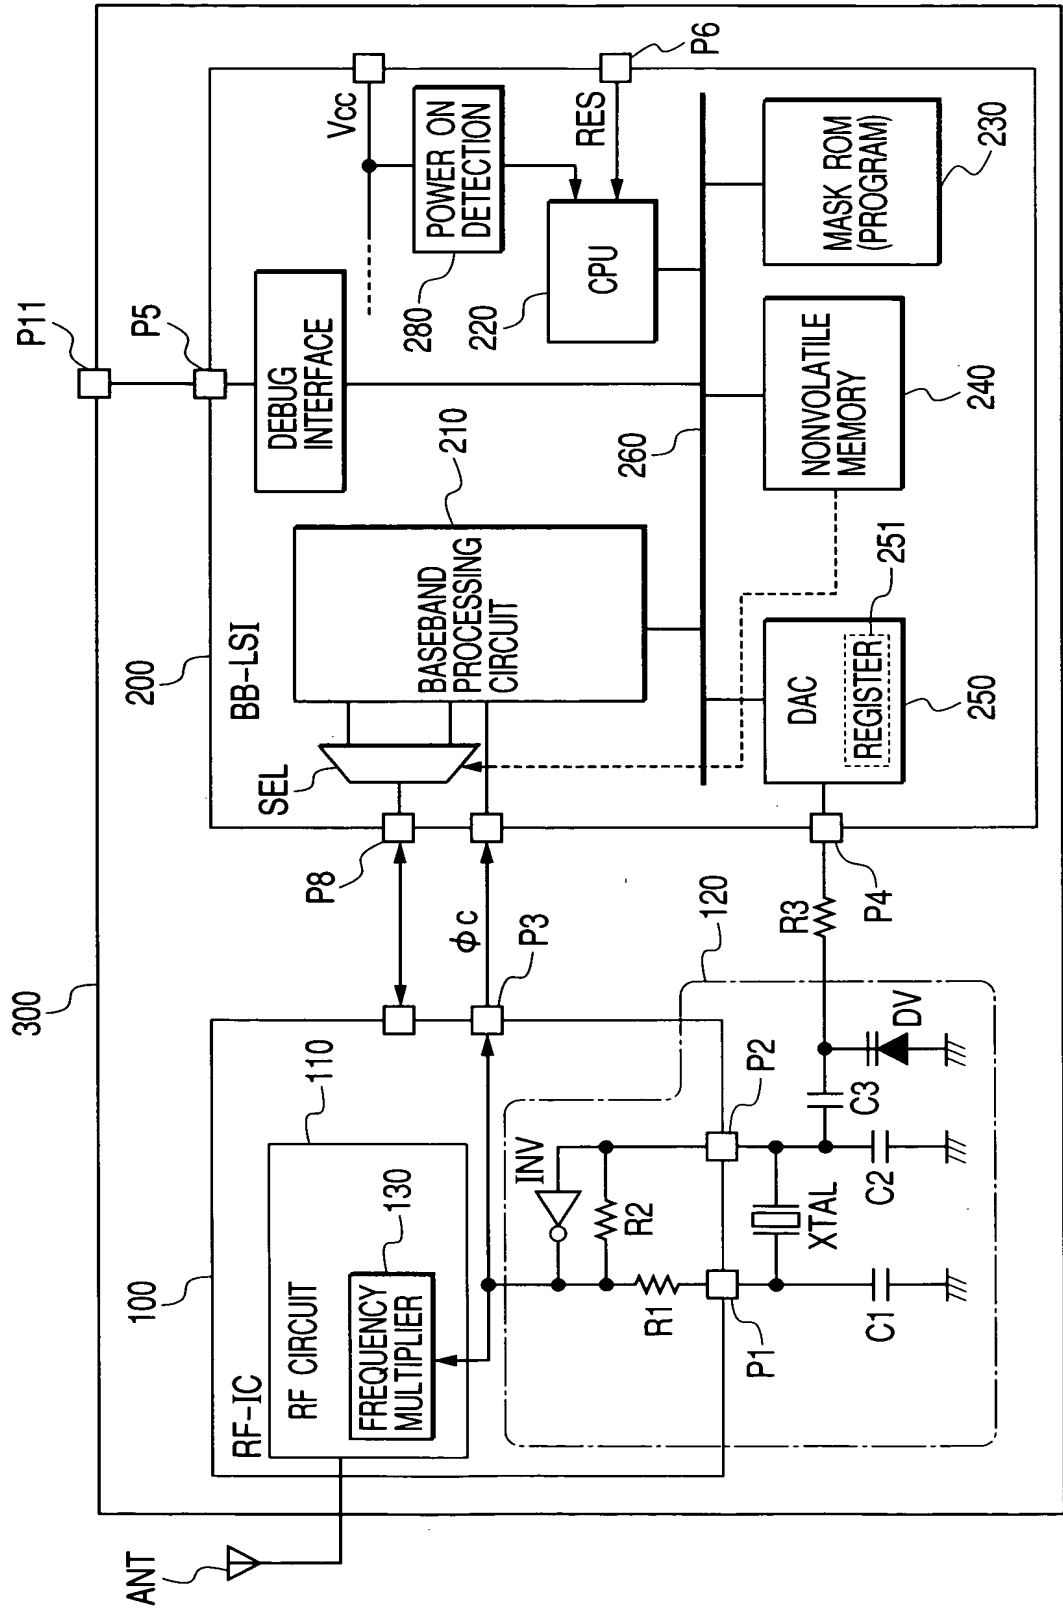 300
P11
200
BB-LSI
P5
DEBUG
INTERFACE
Vcc
POWER ON
DETECTION
280
RES
P6
CPU
220
SEL
BASEBAND
PROCESSING
CIRCUIT
210
260
MASK ROM
(PROGRAM)
230
NONVOLATILE
MEMORY
240
DAC
REGISTER
251
250
P8
ϕc
P3
P4
R3
120
100
RF-IC
110
RF CIRCUIT
FREQUENCY
MULTIPLIER
130
INV
R2
R1
P1
P2
XTAL
C1
C2
C3
DV
ANT